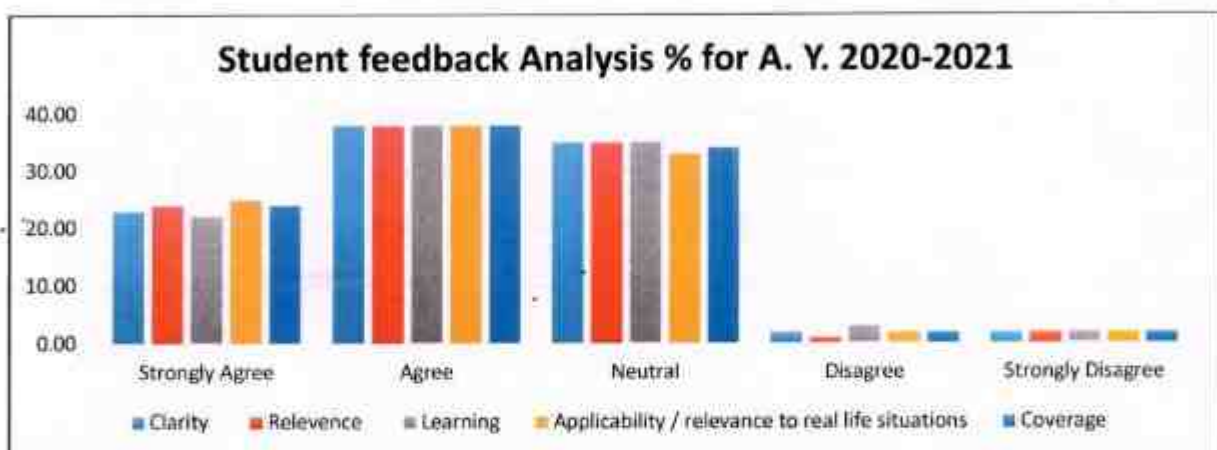 Student feedback Analysis % for A. Y. 2020-2021
40.00
30.00
20.00
10.00
0.00
Strongly Agree Agree Neutral Disagree Strongly Disagree
Clarity Relevence Learning Applicability / relevance to real life situations Coverage